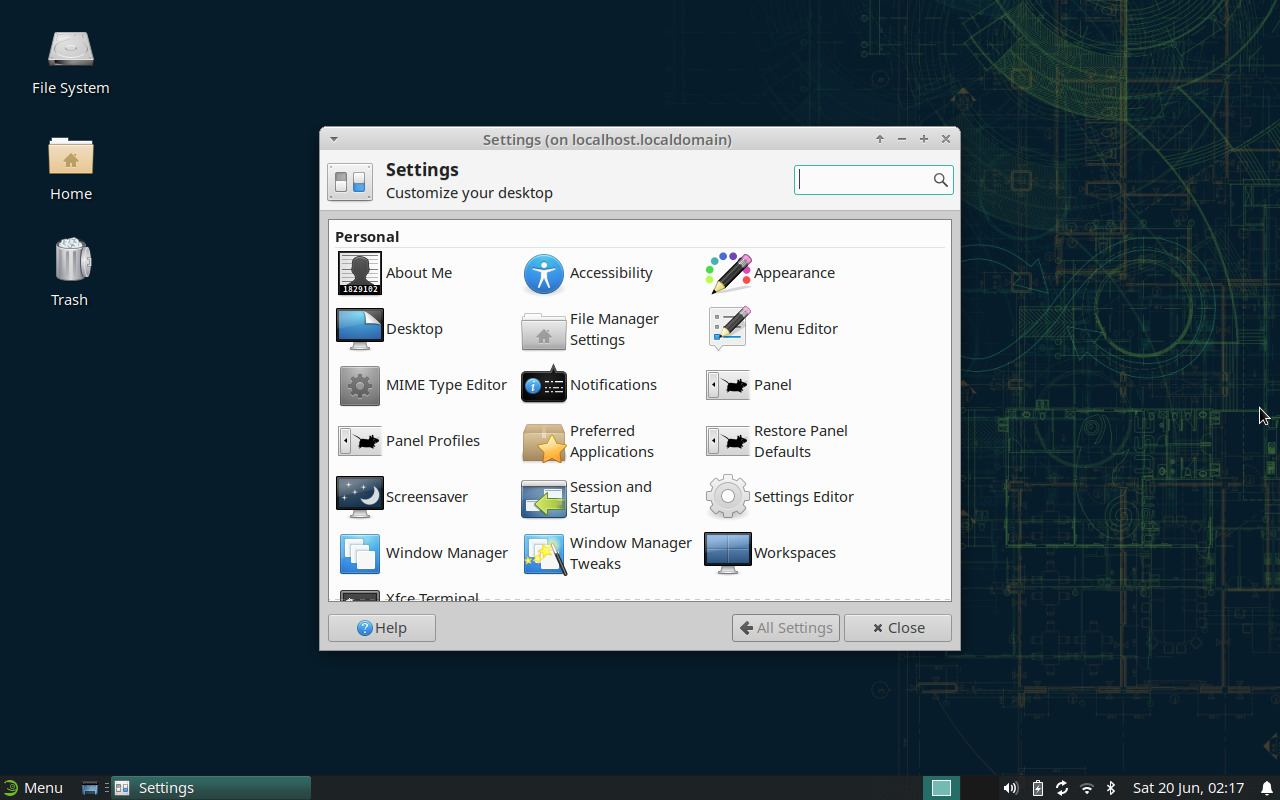 File System
Home
Trash
Settings (on localhost.localdomain)
Settings
Customize your desktop
Personal
1829102
About Me
Accessibility
Appearance
Desktop
File Manager
Settings
Menu Editor
MIME Type Editor
Notifications
Panel
Panel Profiles
Preferred
Applications
Restore Panel
Defaults
Screensaver
Session and
Startup
Settings Editor
Window Manager
Window Manager
Tweaks
Workspaces
Xfce Terminal
Help
All Settings
Close
Menu
Settings
Sat 20 Jun, 02:17